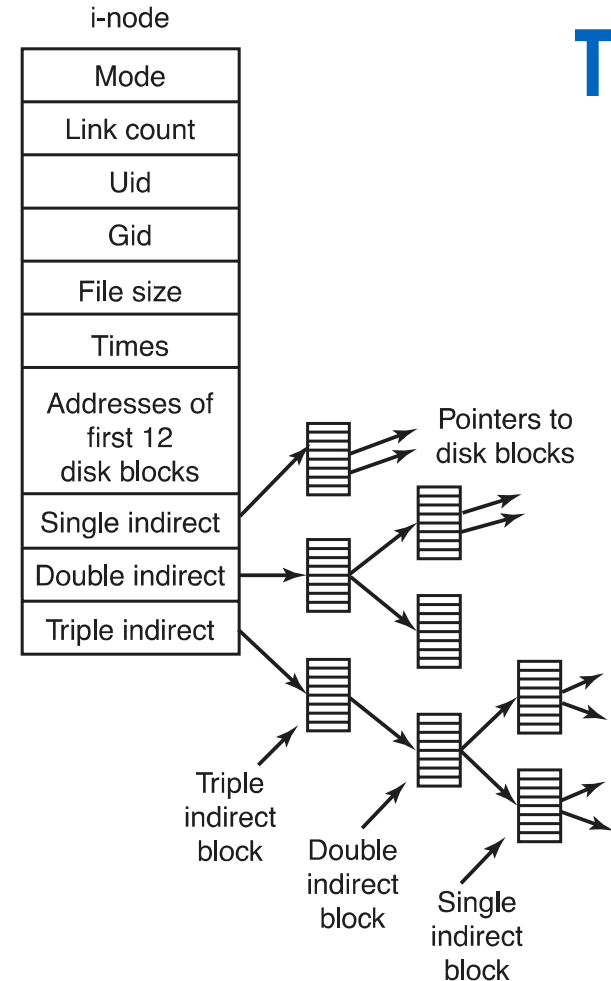 i-node
T
Mode
Link count
Uid
Gid
File size
Times
Addresses of
first 12
disk blocks
Single indirect
Double indirect
Triple indirect
Pointers to
disk blocks
Triple
indirect
block
Double
indirect
block
Single
indirect
block